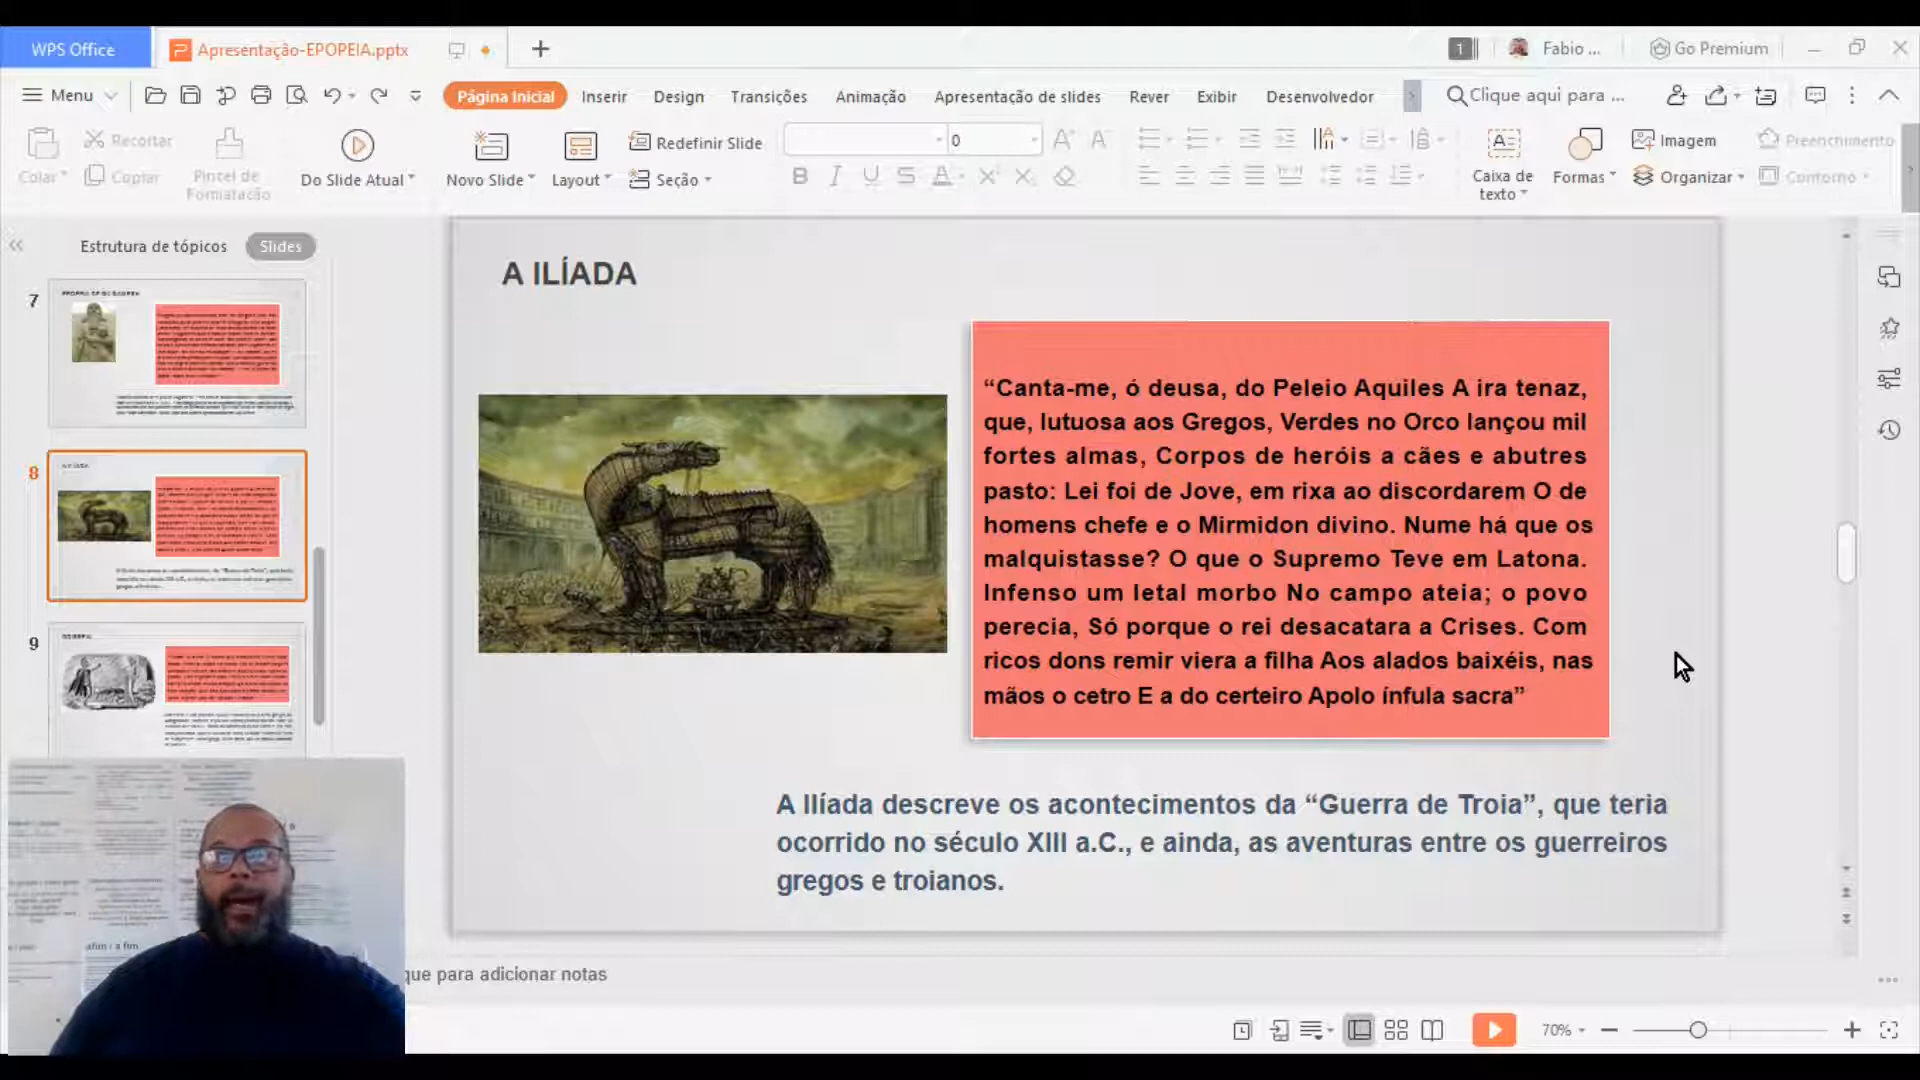 WPS Office
Apresentação-EPOPEIA.pptx
1
Fabio ...
Go Premium
Menu
Página Inicial
Inserir
Design
Transições
Animação
Apresentação de slides
Rever
Exibir
Desenvolvedor
Clique aqui para ...
Colar
Recortar
Copiar
Pintel de
Formatação
Do Slide Atual
Novo Slide
Layout
Redefinir Slide
Seção
0
Caixa de
texto
Formas
Imagem
Organizar
Preenchimento
Contorno
Estrutura de tópicos
Slides
7
8
9
A ILÍADA
“Canta-me, ó deusa, do Peleio Aquiles A ira tenaz,
que, lutuosa aos Gregos, Verdes no Orco lançou mil
fortes almas, Corpos de heróis a cães e abutres
pasto: Lei foi de Jove, em rixa ao discordarem O de
homens chefe e o Mirmidon divino. Nume há que os
malquistasse? O que o Supremo Teve em Latona.
Infenso um letal morbo No campo ateia; o povo
perecia, Só porque o rei desacatara a Crises. Com
ricos dons remir viera a filha Aos alados baixéis, nas
mãos o cetro E a do certeiro Apolo ínfula sacra”
A Ilíada descreve os acontecimentos da “Guerra de Troia”, que teria
ocorrido no século XIII a.C., e ainda, as aventuras entre os guerreiros
gregos e troianos.
afim / a fim
que para adicionar notas
70%